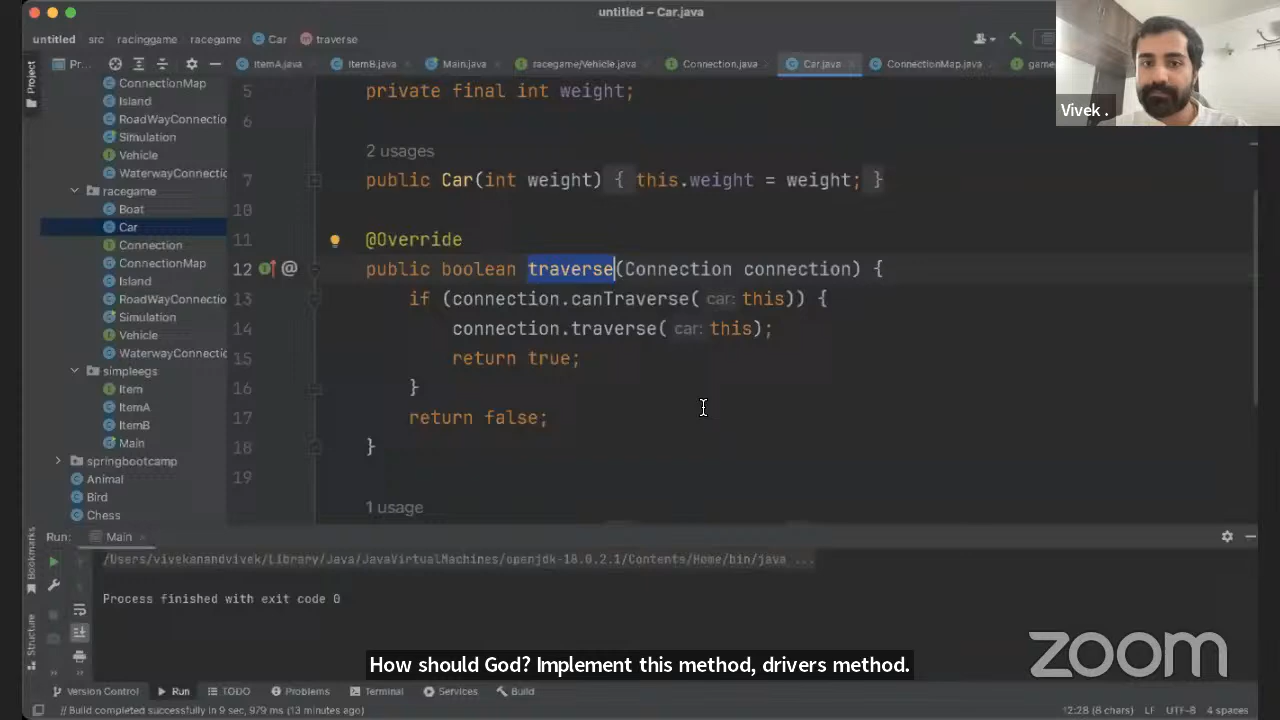 untitled – Car.java
untitled src racinggame racegame Car traverse
Project
Pr...
ItemA.java ItemB.java Main.java racegame/Vehicle.java Connection.java Car.java ConnectionMap.java
Vivek .
ConnectionMap
Island
RoadWayConnectio
Simulation
Vehicle
WaterwayConnectic
racegame
Boat
Car
Connection
ConnectionMap
Island
RoadWayConnectio
Simulation
Vehicle
WaterwayConnectic
simpleegs
Item
ItemA
ItemB
Main
springbootcamp
Animal
Bird
Chess
5 private final int weight;
6
2 usages
7 public Car(int weight) { this.weight = weight; }
10
11 @Override
12 @ public boolean traverse(Connection connection) {
13 if (connection.canTraverse( car: this)) {
14 connection.traverse( car: this);
15 return true;
16 }
17 return false;
18 }
19
1 usage
Run: Main
/Users/vivekanandvivek/Library/Java/JavaVirtualMachines/openjdk-18.0.2.1/Contents/Home/bin/java ...
Process finished with exit code 0
Bookmarks
Structure
How should God? Implement this method, drivers method.
zoom
Version Control Run TODO Problems Terminal Services Build
// Build completed successfully in 9 sec, 979 ms (13 minutes ago) 12:28 (8 chars) LF UTF-8 4 spaces